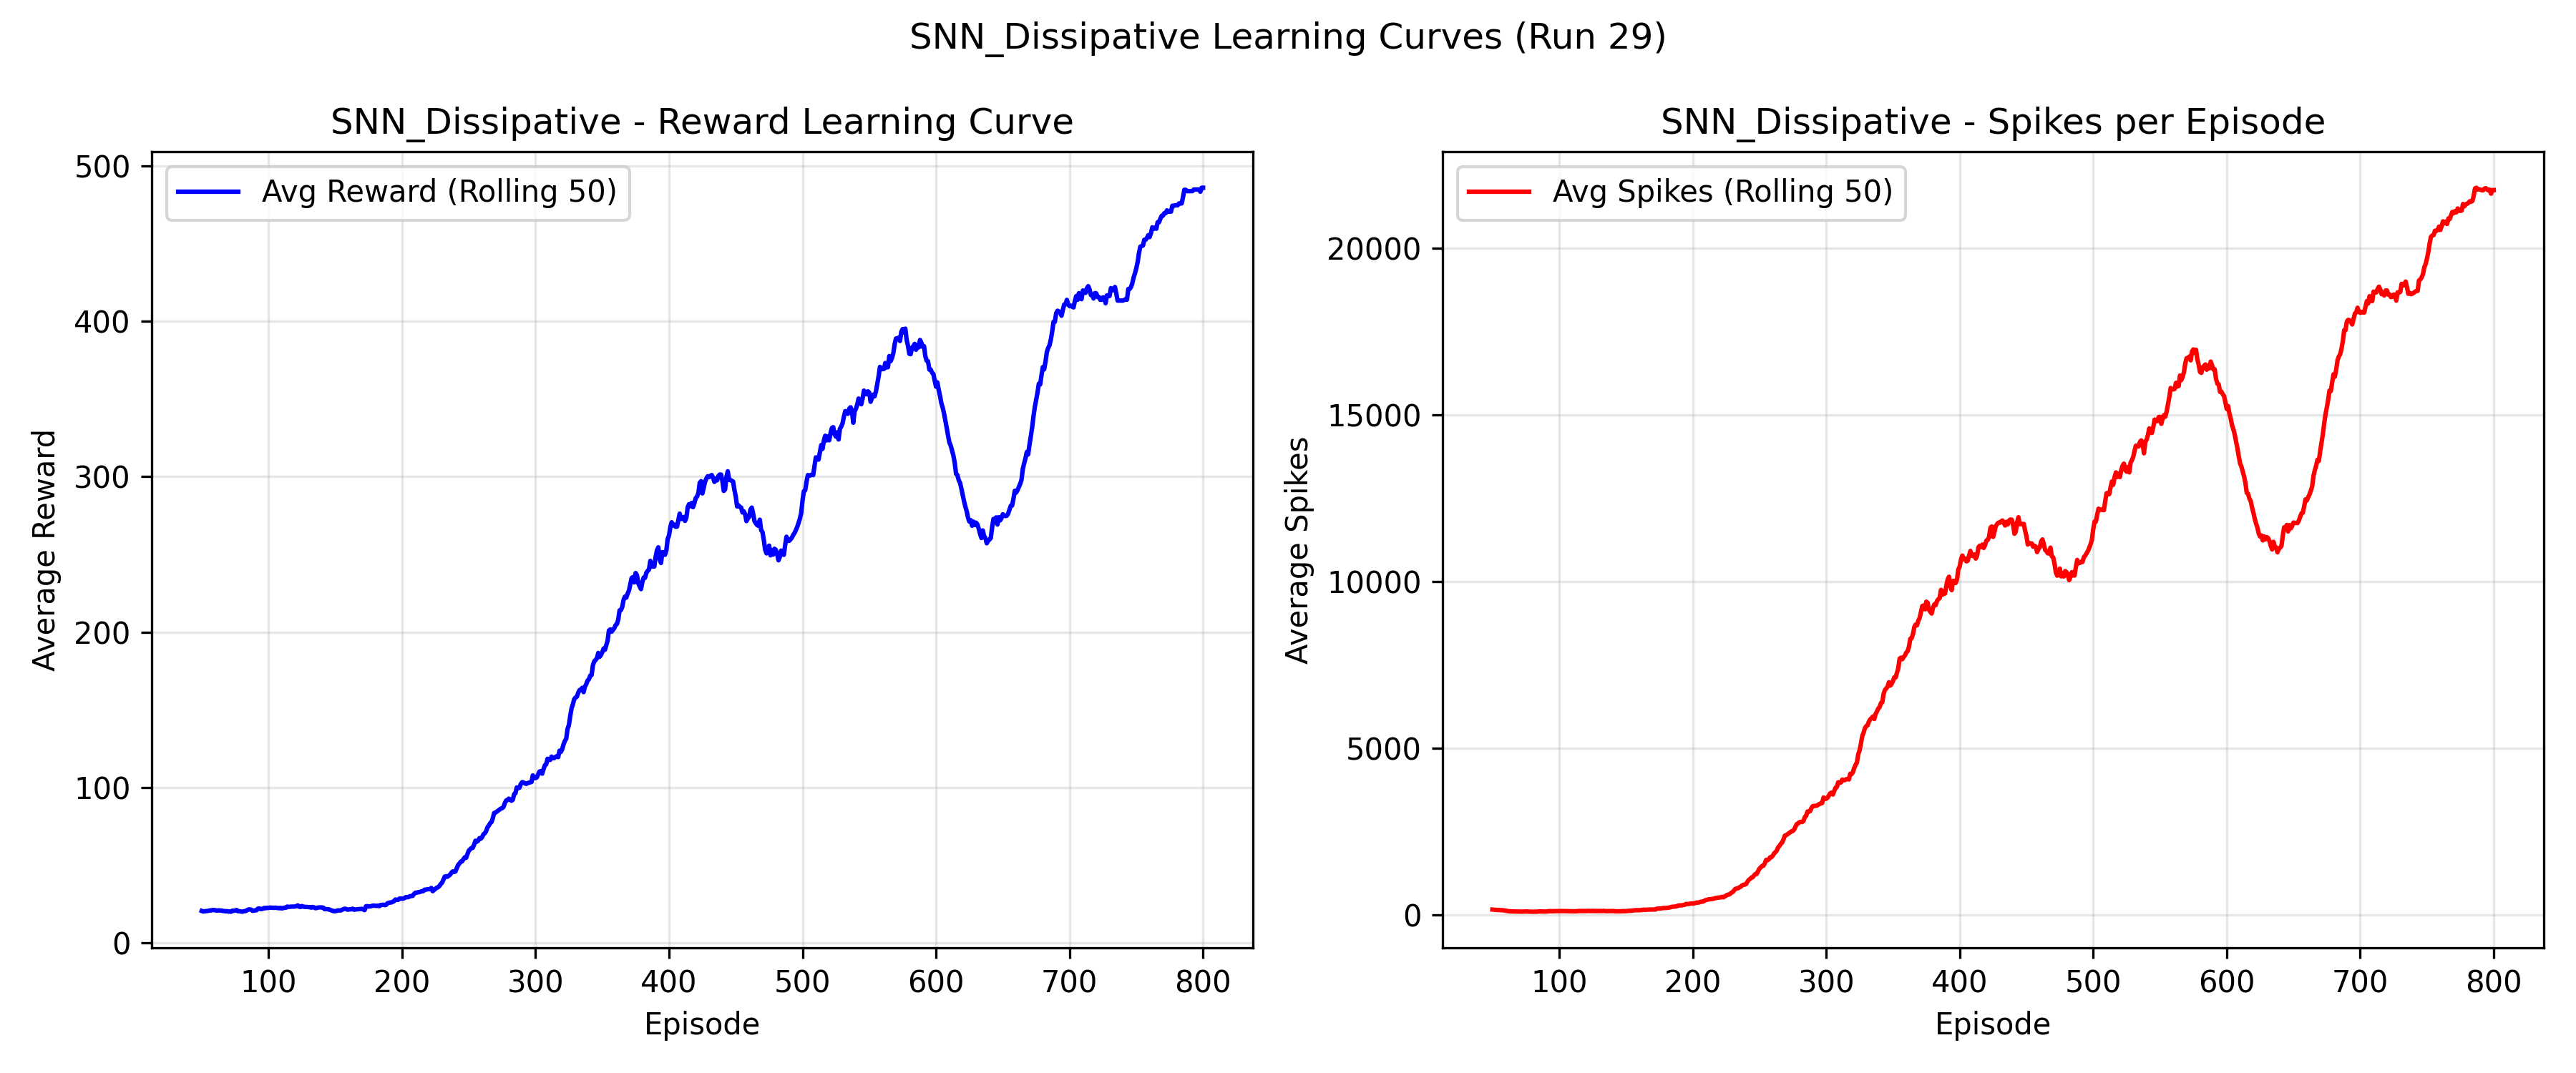 SNN_Dissipative Learning Curves (Run 29)
SNN_Dissipative - Reward Learning Curve
Avg Reward (Rolling 50)
Average Reward
500
400
300
200
100
0
100 200 300 400 500 600 700 800
Episode
SNN_Dissipative - Spikes per Episode
Avg Spikes (Rolling 50)
Average Spikes
20000
15000
10000
5000
0
100 200 300 400 500 600 700 800
Episode